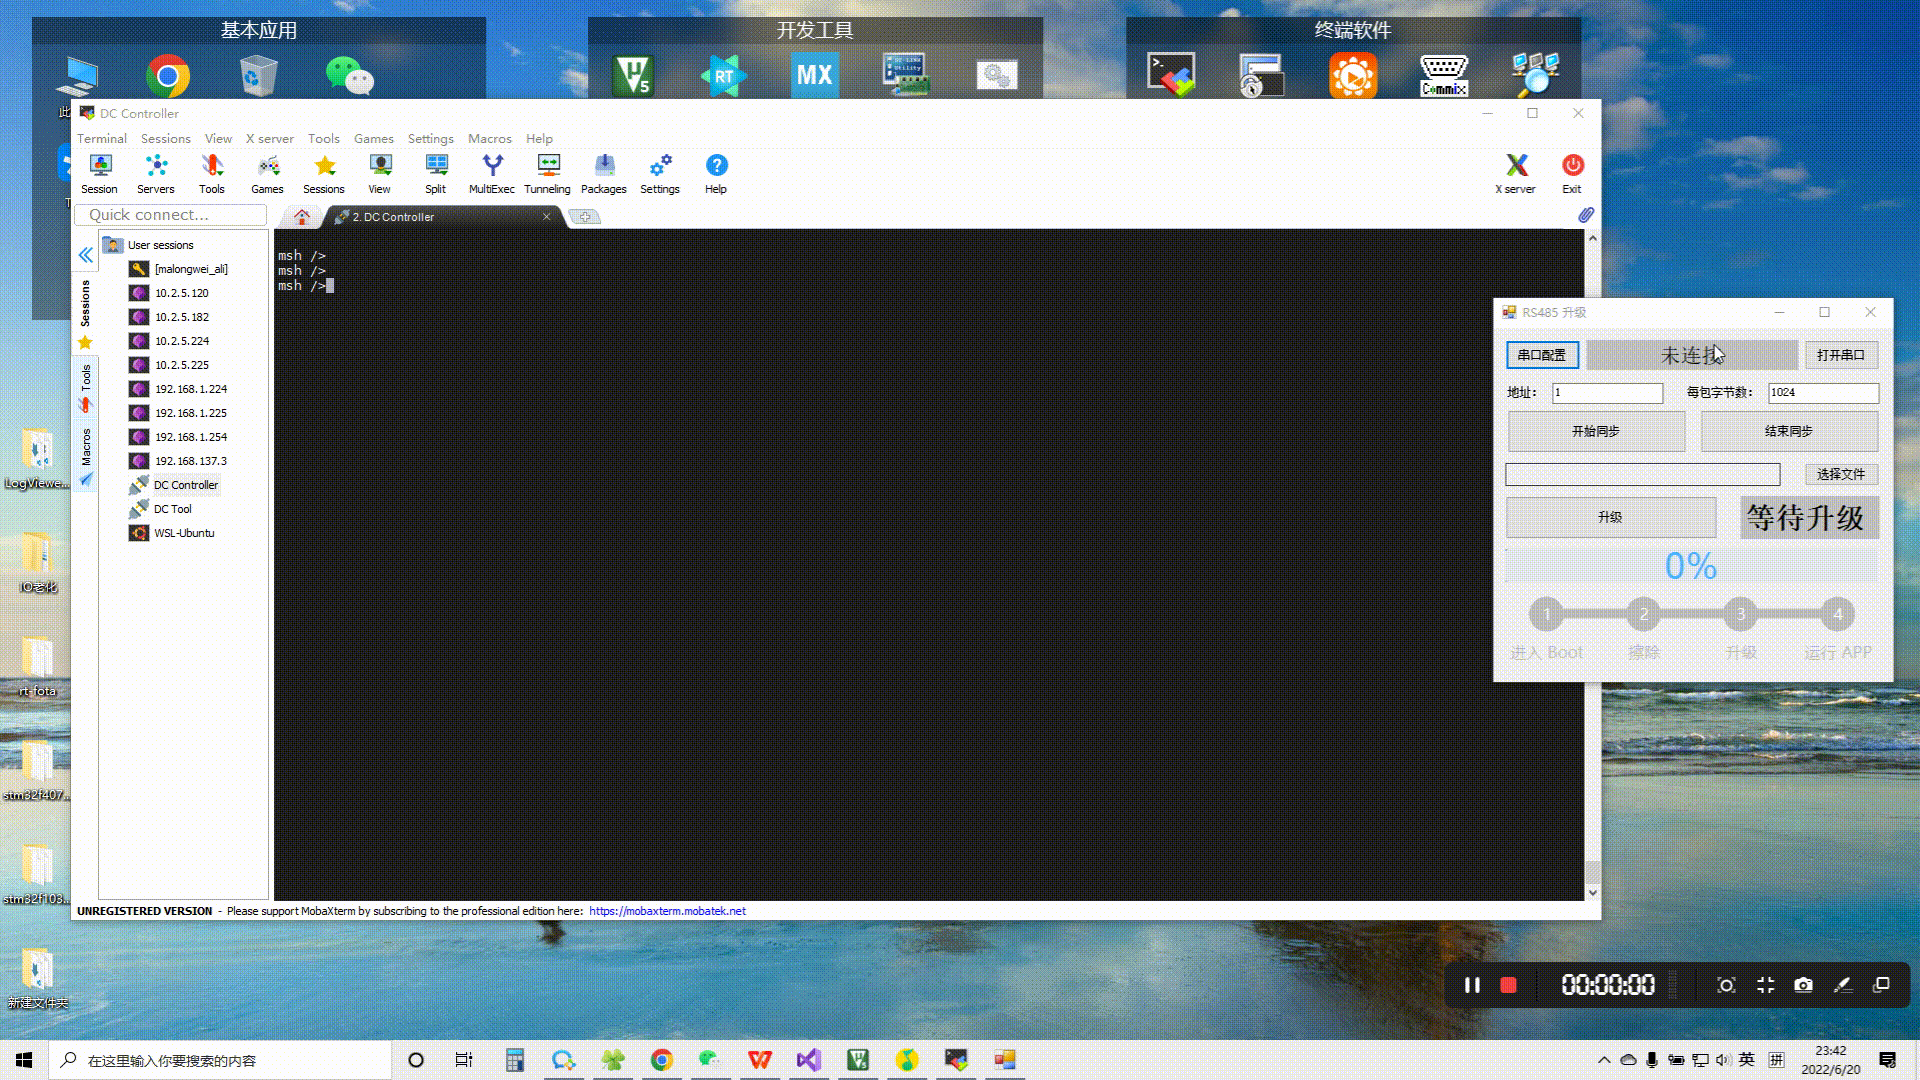 基本应用
开发工具
终端软件
RT
MX
Commix
DC Controller
Terminal Sessions View X server Tools Games Settings Macros Help
Session Servers Tools Games Sessions View Split MultiExec Tunneling Packages Settings Help X server Exit
Quick connect...
2. DC Controller
User sessions
[malongwei_ali]
10.2.5.120
10.2.5.182
10.2.5.224
10.2.5.225
192.168.1.224
192.168.1.225
192.168.1.254
192.168.137.3
DC Controller
DC Tool
WSL-Ubuntu
Sessions
Tools
Macros
msh />
msh />
msh />
UNREGISTERED VERSION - Please support MobaXterm by subscribing to the professional edition here: https://mobaxterm.mobatek.net
RS485 升级
串口配置
未连接
打开串口
地址: 1
每包字节数: 1024
开始同步
结束同步
选择文件
升级
等待升级
0%
1 2 3 4
进入 Boot
擦除
升级
运行 APP
LogViewe...
IO老化
rt-fota
stm32f407...
stm32f103...
新建文件夹
00:00:00
在这里输入你要搜索的内容
英
拼
23:42
2022/6/20